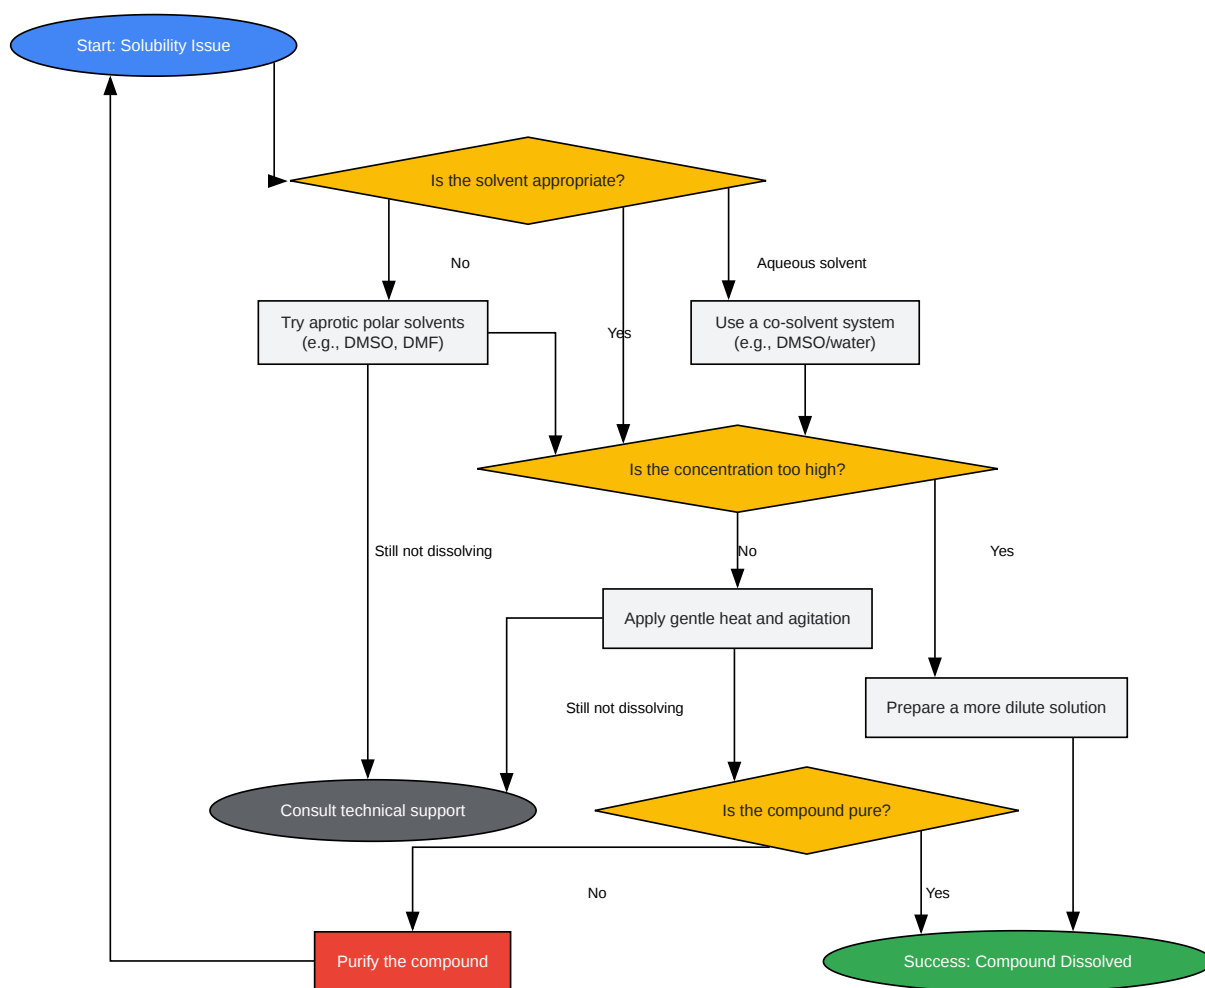 Start: Solubility Issue
Is the solvent appropriate?
No
Aqueous solvent
Try aprotic polar solvents
(e.g., DMSO, DMF)
Yes
Use a co-solvent system
(e.g., DMSO/water)
Is the concentration too high?
Still not dissolving
No
Yes
Apply gentle heat and agitation
Still not dissolving
Prepare a more dilute solution
Consult technical support
Is the compound pure?
No
Yes
Purify the compound
Success: Compound Dissolved